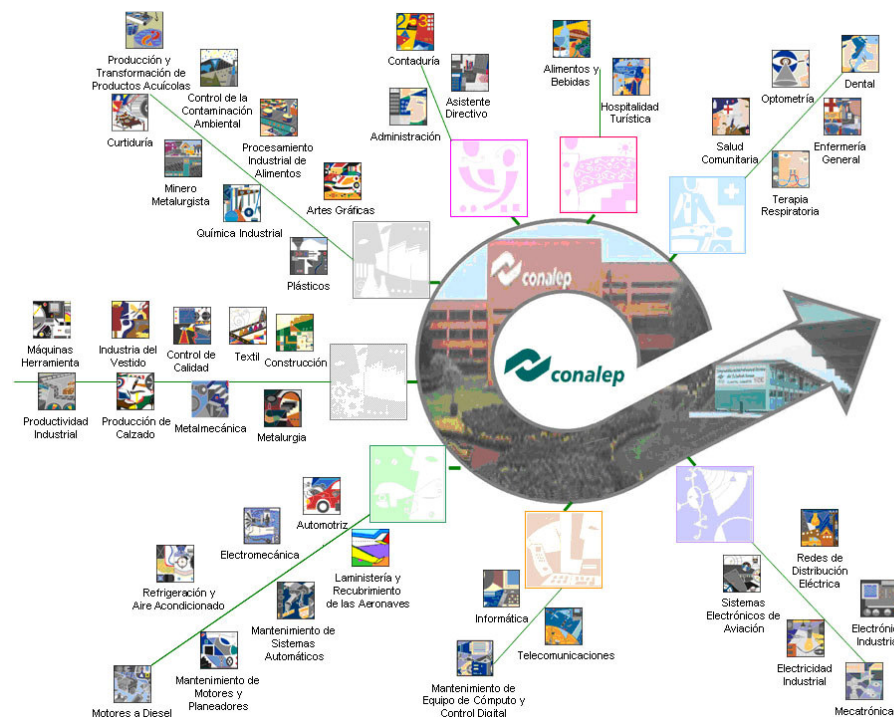 Producción y
Transformación de
Productos Acuícolas
Control de la
Contaminación
Ambiental
Curtiduría
Procesamiento
Industrial de
Alimentos
Minero
Metalurgista
Artes Gráficas
Química Industrial
Plásticos
Contaduría
Asistente
Directivo
Administración
Alimentos y
Bebidas
Hospitalidad
Turística
Optometría
Dental
Salud
Comunitaria
Enfermería
General
Terapia
Respiratoria
conalep
conalep
Máquinas
Herramienta
Industria del
Vestido
Control de
Calidad
Textil
Construcción
Productividad
Industrial
Producción de
Calzado
Metalmecánica
Metalurgia
Automotriz
Electromecánica
Laministería y
Recubrimiento
de las Aeronaves
Refrigeración y
Aire Acondicionado
Mantenimiento de
Sistemas
Automáticos
Mantenimiento de
Motores y
Planeadores
Motores a Diesel
Informática
Telecomunicaciones
Mantenimiento de
Equipo de Cómputo y
Control Digital
Redes de
Distribución
Eléctrica
Sistemas
Electrónicos de
Aviación
Electrónic
Industria
Electricidad
Industrial
Mecatrónica